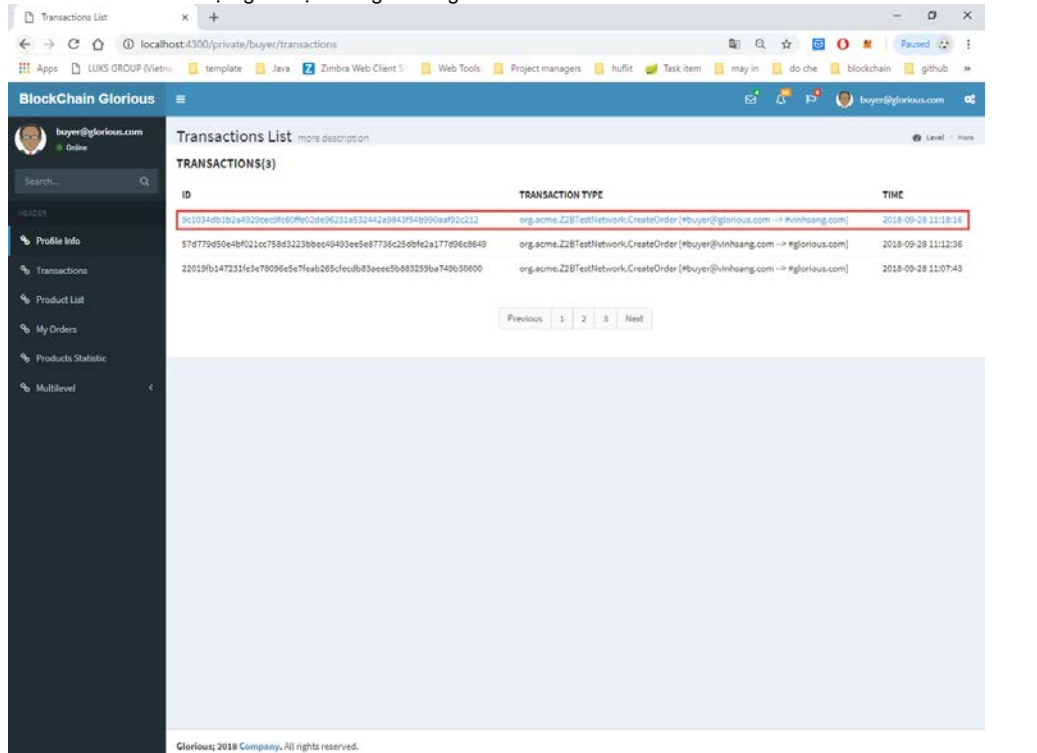 Transactions List
localhost:4300/private/buyer/transactions
Paused
Apps LUKS GROUP (Vietna template Java Zimbra Web Client S Web Tools Project managers huflit Task item may in do che blockchain github »
BlockChain Glorious buyer@glorious.com
buyer@glorious.com
Online
Transactions List more description Level > Here
TRANSACTIONS(3)
Search...
ID TRANSACTION TYPE TIME
HEADER
9c1034db1b2a4929cec9fc60ffe02de96231a532442a9843f54b990aaf92c212 org.acme.Z2BTestNetwork.CreateOrder [#buyer@glorious.com --> #vinhsang.com] 2018-09-28 11:18:16
Profile Info
57d779d50e4bf021cc758d3223bbec49493ee5e87736c25dbfe2a177d96c8649 org.acme.Z2BTestNetwork.CreateOrder [#buyer@vinhsang.com --> #glorious.com] 2018-09-28 11:12:36
Transactions
22019fb147231fe3e78096e5e7feab265cfecdb83aeee5b883259ba749b30600 org.acme.Z2BTestNetwork.CreateOrder [#buyer@vinhsang.com --> #glorious.com] 2018-09-28 11:07:43
Product List
Previous 1 2 3 Next
My Orders
Products Statistic
Multilevel
Glorious; 2018 Company. All rights reserved.